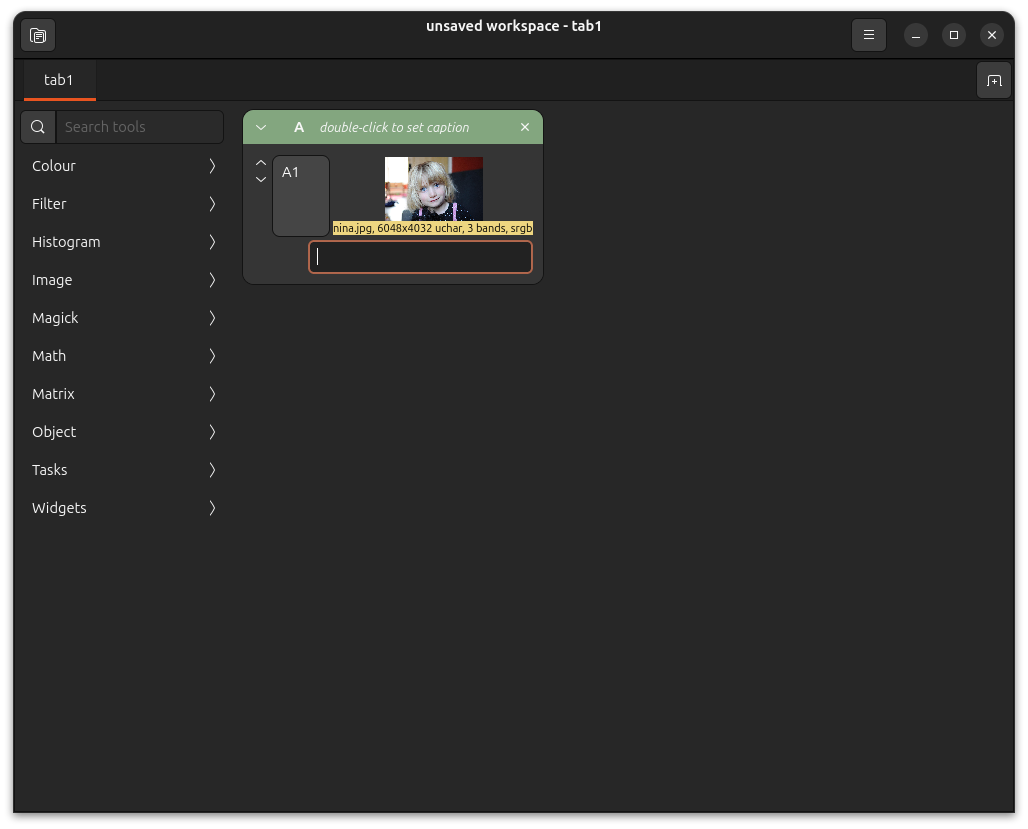 unsaved workspace - tab1
tab1
Search tools
Colour
Filter
Histogram
Image
Magick
Math
Matrix
Object
Tasks
Widgets
A double-click to set caption
A1
nina.jpg, 6048x4032 uchar, 3 bands, srgb